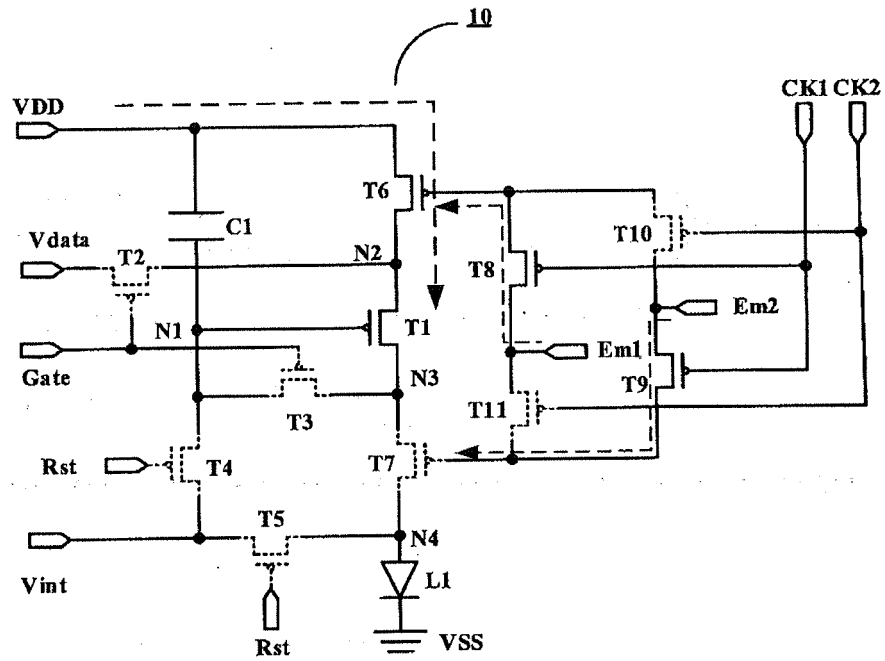 10
CK1 CK2
VDD
T6
C1
T10
Vdata
T2
N2
T8
Em2
N1
T1
Em1
Gate
N3
T9
T3
T11
Rst
T4
T7
T5
N4
Vint
L1
Rst
VSS